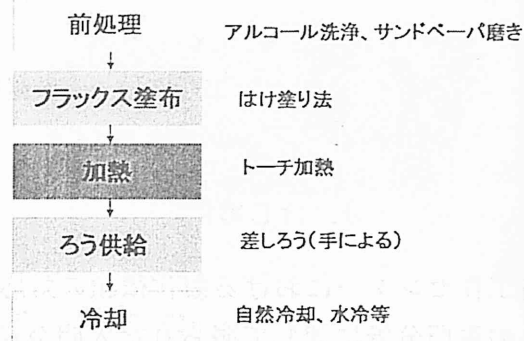 前処理 アルコール洗浄、サンドペーパ磨き
↓
フラックス塗布 はけ塗り法
↓
加熱 トーチ加熱
↓
ろう供給 差しろう(手による)
↓
冷却 自然冷却、水冷等